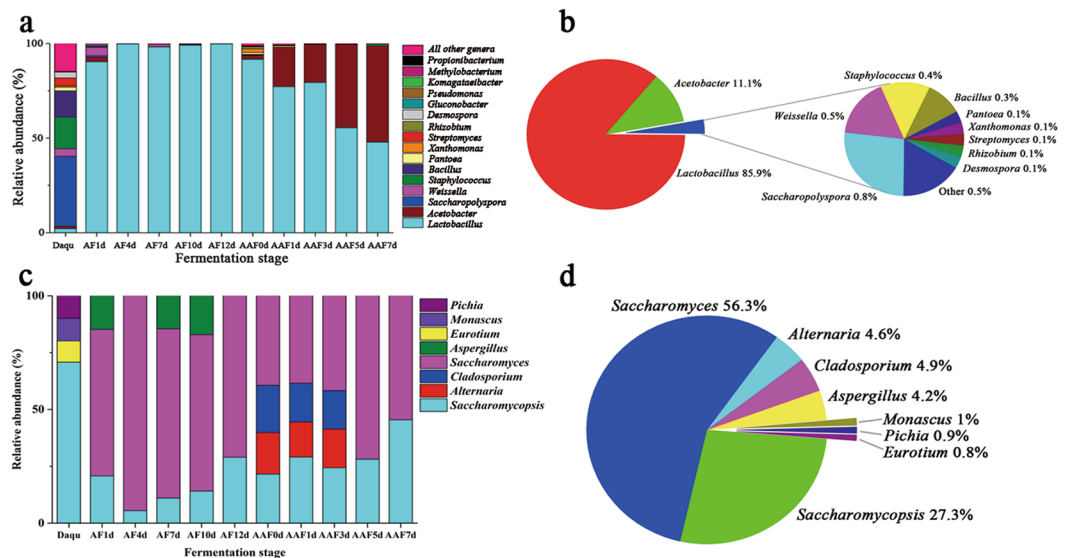 a
Relative abundance (%)
100
50
0
Daqu AF1d AF4d AF7d AF10d AF12d AAF0d AAF1d AAF3d AAF5d AAF7d
Fermentation stage
All other genera
Propionibacterium
Methylobacterium
Komagataeibacter
Pseudomonas
Gluconobacter
Desmospora
Rhizobium
Streptomyces
Xanthomonas
Pantoea
Bacillus
Staphylococcus
Weissella
Saccharopolyspora
Acetobacter
Lactobacillus
b
Acetobacter 11.1%
Lactobacillus 85.9%
Staphylococcus 0.4%
Bacillus 0.3%
Weissella 0.5%
Pantoea 0.1%
Xanthomonas 0.1%
Streptomyces 0.1%
Rhizobium 0.1%
Desmospora 0.1%
Saccharopolyspora 0.8%
Other 0.5%
c
Relative abundance (%)
100
50
0
Daqu AF1d AF4d AF7d AF10d AF12d AAF0d AAF1d AAF3d AAF5d AAF7d
Fermentation stage
Pichia
Monascus
Eurotium
Aspergillus
Saccharomyces
Cladosporium
Alternaria
Saccharomycopsis
d
Saccharomyces 56.3%
Alternaria 4.6%
Cladosporium 4.9%
Aspergillus 4.2%
Monascus 1%
Pichia 0.9%
Eurotium 0.8%
Saccharomycopsis 27.3%